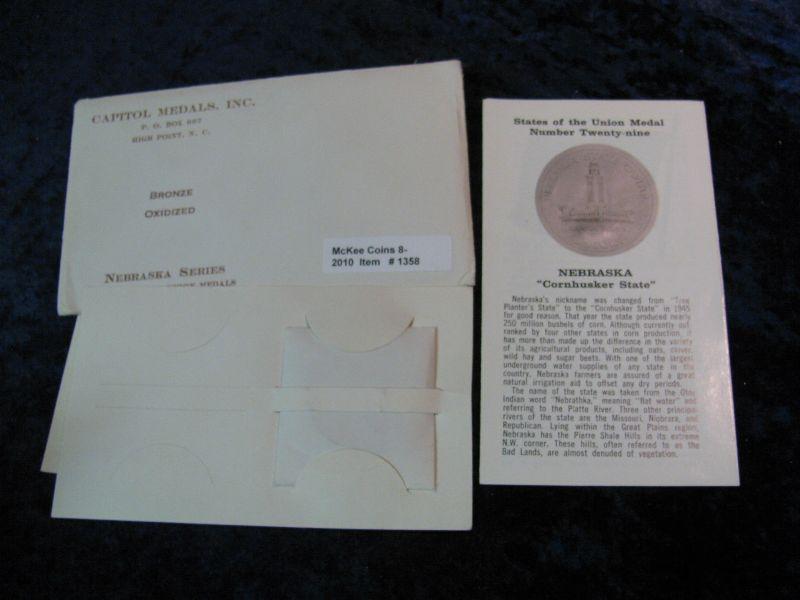 CAPITOL MEDALS, INC.
P. O. BOX 667
HIGH POINT, N. C.
BRONZE
OXIDIZED
McKee Coins 8-
2010 Item # 1358
NEBRASKA SERIES
MEDALS
States of the Union Medal
Number Twenty-nine
NEBRASKA
"Cornhusker State"
Nebraska's nickname was changed from "Tree
Planter's State" to the "Cornhusker State" in 1945
for good reason. That year the state produced nearly
250 million bushels of corn. Although currently out-
ranked by four other states in corn production, it
has more than made up the difference in the variety
of its agricultural products, including oats, clover,
wild hay and sugar beets. With one of the largest
underground water supplies of any state in the
country, Nebraska farmers are assured of a great
natural irrigation aid to offset any dry periods.
The name of the state was taken from the Otoe
Indian word "Nebrathka," meaning "flat water" and
referring to the Platte River. Three other principal
rivers of the state are the Missouri, Niobrara, and
Republican. Lying within the Great Plains region,
Nebraska has the Pierre Shale Hills in its extreme
N.W. corner. These hills, often referred to as the
Bad Lands, are almost denuded of vegetation.